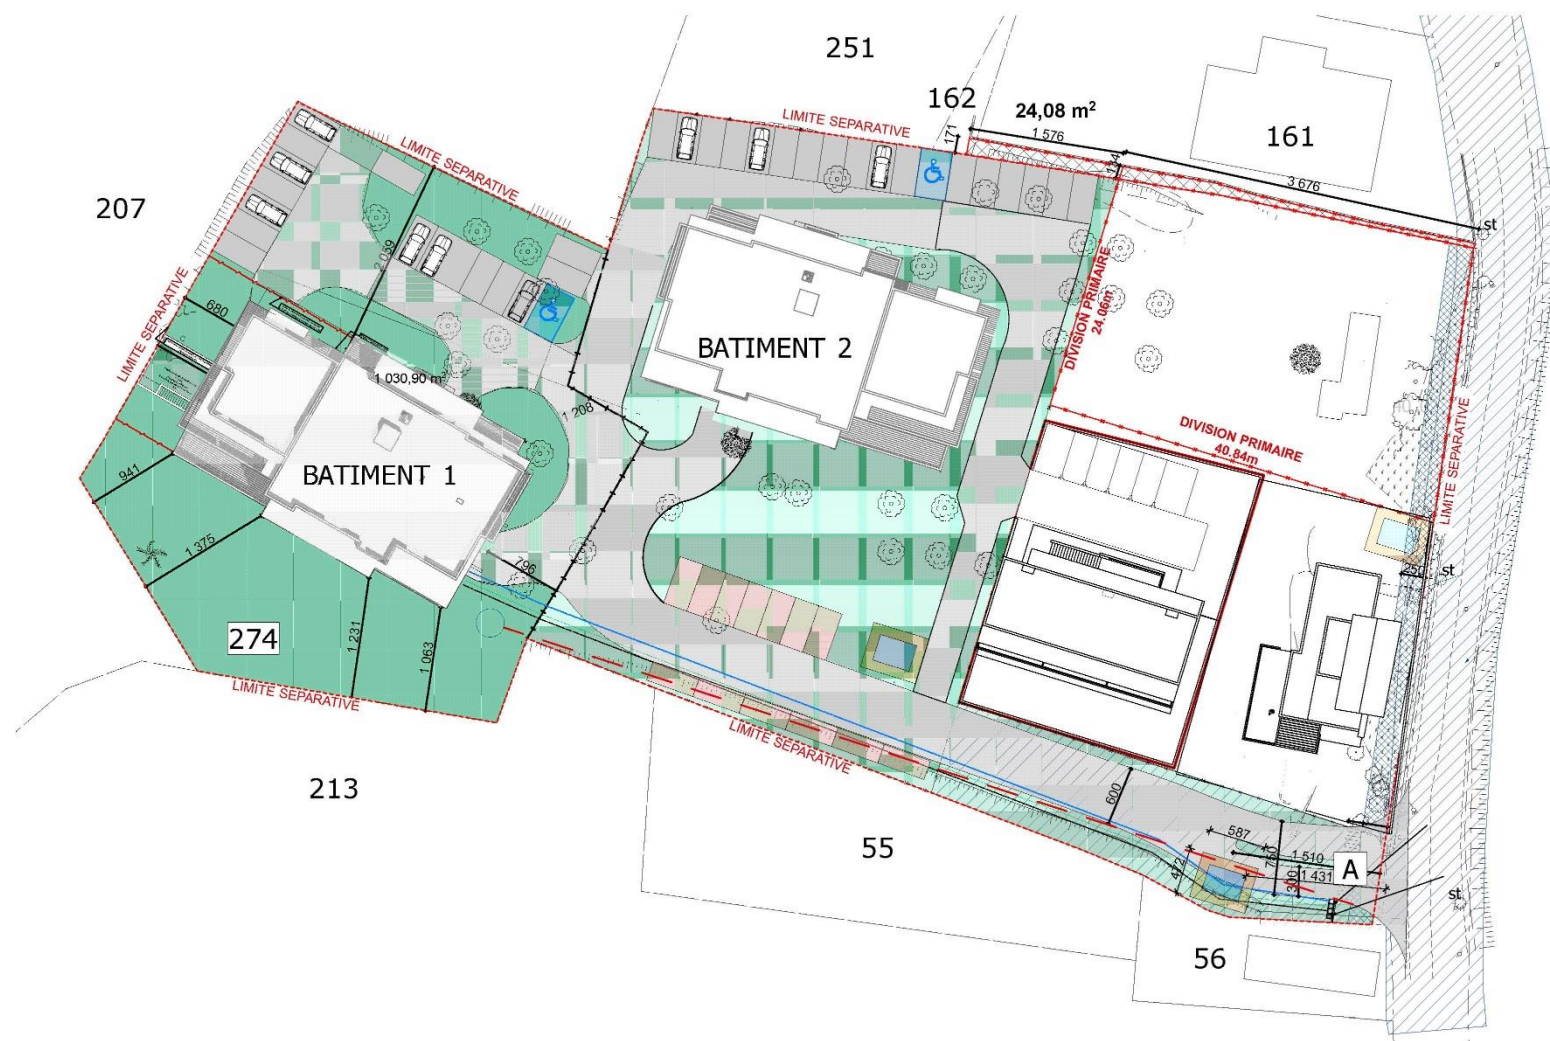 251
162
24,08 m²
1 576
171
134
161
3 676
st
LIMITE SEPARATIVE
LIMITE SEPARATIVE
207
2 039
LIMITE SEPARATIVE
680
DIVISION PRIMAIRE
24.06m
BATIMENT 2
1 030,90 m²
1 208
DIVISION PRIMAIRE
40.84m
LIMITE SEPARATIVE
BATIMENT 1
941
1 375
796
st
274
1 231
1 063
LIMITE SEPARATIVE
LIMITE SEPARATIVE
213
600
55
587
750
1 510
A
472
300
1 431
st
56